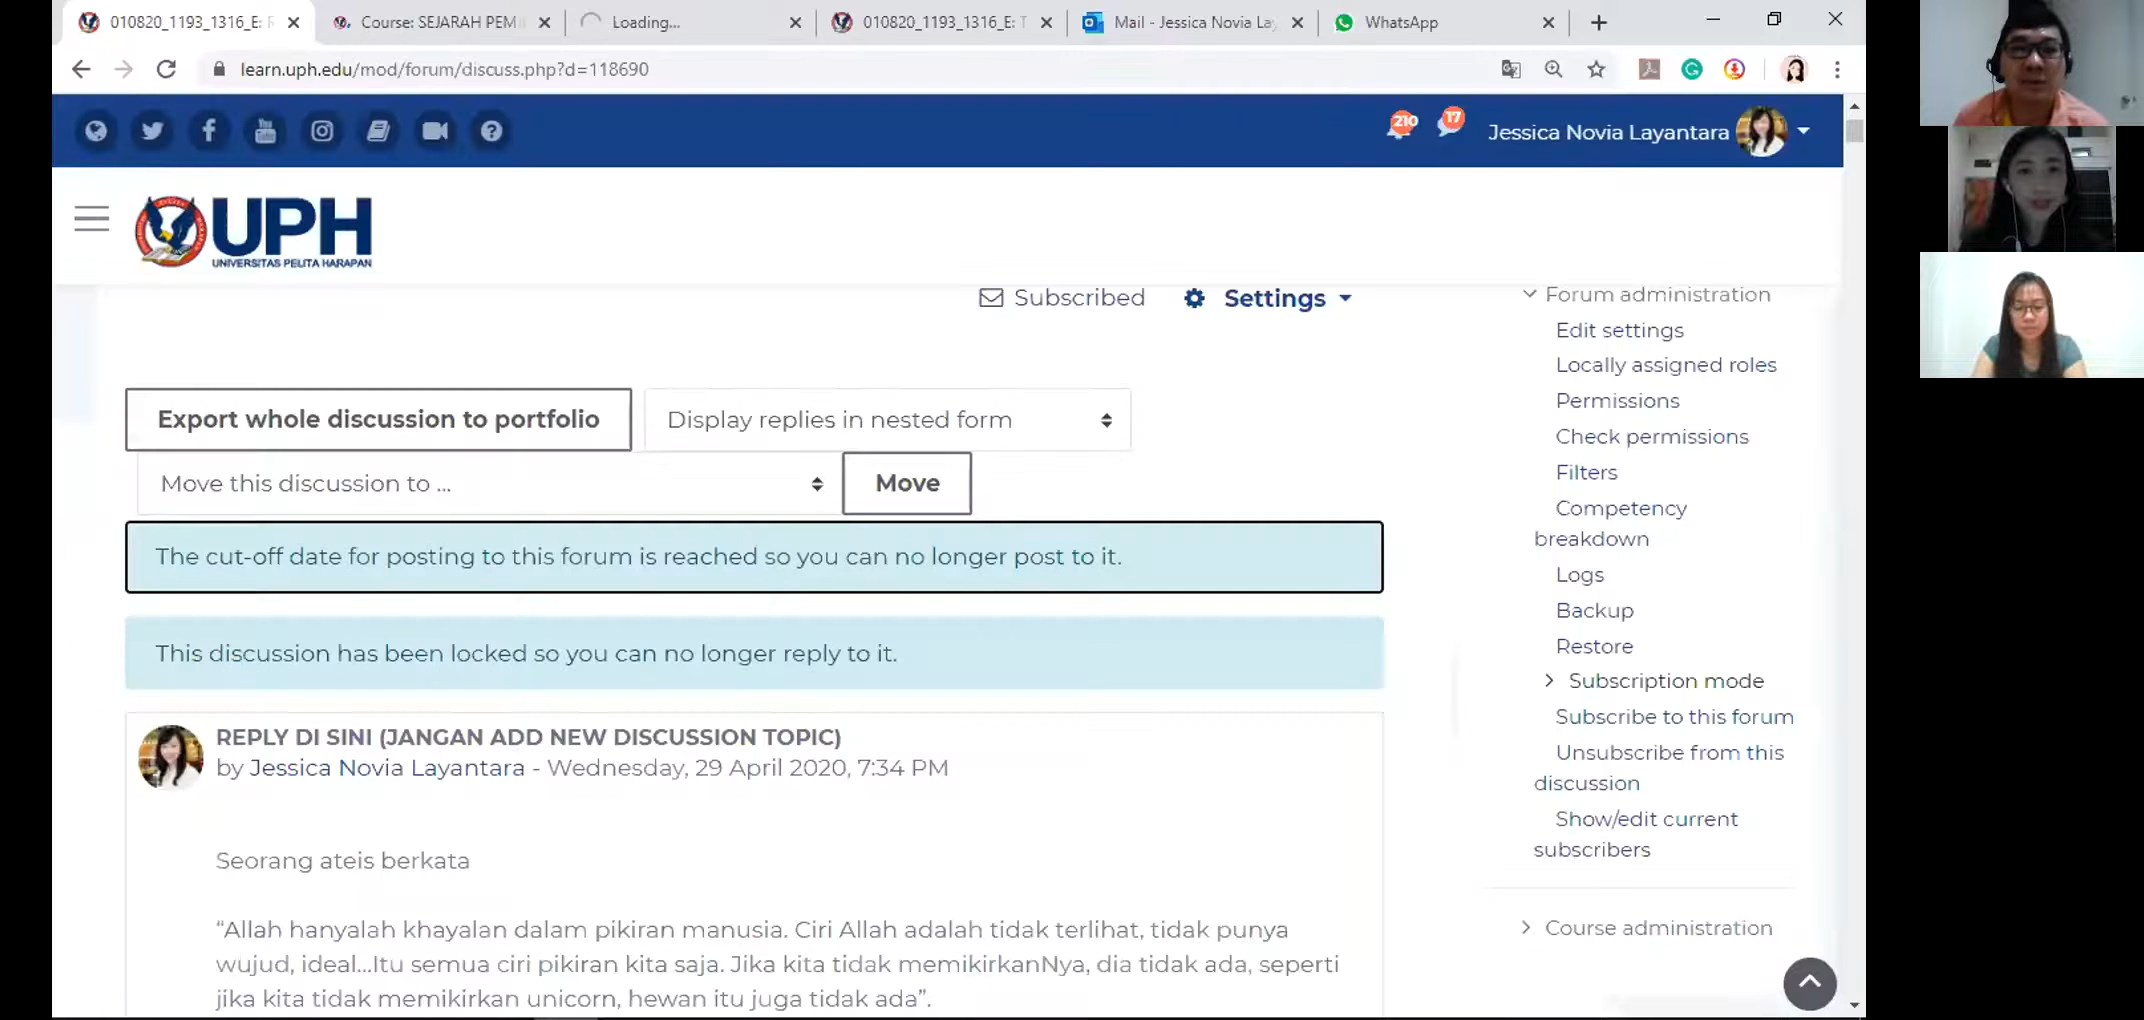 010820_1193_1316_E: R
Course: SEJARAH PEMI
Loading...
010820_1193_1316_E: T
Mail - Jessica Novia Lay
WhatsApp
learn.uph.edu/mod/forum/discuss.php?d=118690
210
17
Jessica Novia Layantara
UPH
UNIVERSITAS PELITA HARAPAN
Subscribed
Settings
Export whole discussion to portfolio
Display replies in nested form
Move this discussion to ...
Move
The cut-off date for posting to this forum is reached so you can no longer post to it.
This discussion has been locked so you can no longer reply to it.
REPLY DI SINI (JANGAN ADD NEW DISCUSSION TOPIC)
by Jessica Novia Layantara - Wednesday, 29 April 2020, 7:34 PM
Seorang ateis berkata
“Allah hanyalah khayalan dalam pikiran manusia. Ciri Allah adalah tidak terlihat, tidak punya
wujud, ideal...Itu semua ciri pikiran kita saja. Jika kita tidak memikirkanNya, dia tidak ada, seperti
jika kita tidak memikirkan unicorn, hewan itu juga tidak ada”.
Forum administration
Edit settings
Locally assigned roles
Permissions
Check permissions
Filters
Competency
breakdown
Logs
Backup
Restore
Subscription mode
Subscribe to this forum
Unsubscribe from this
discussion
Show/edit current
subscribers
Course administration